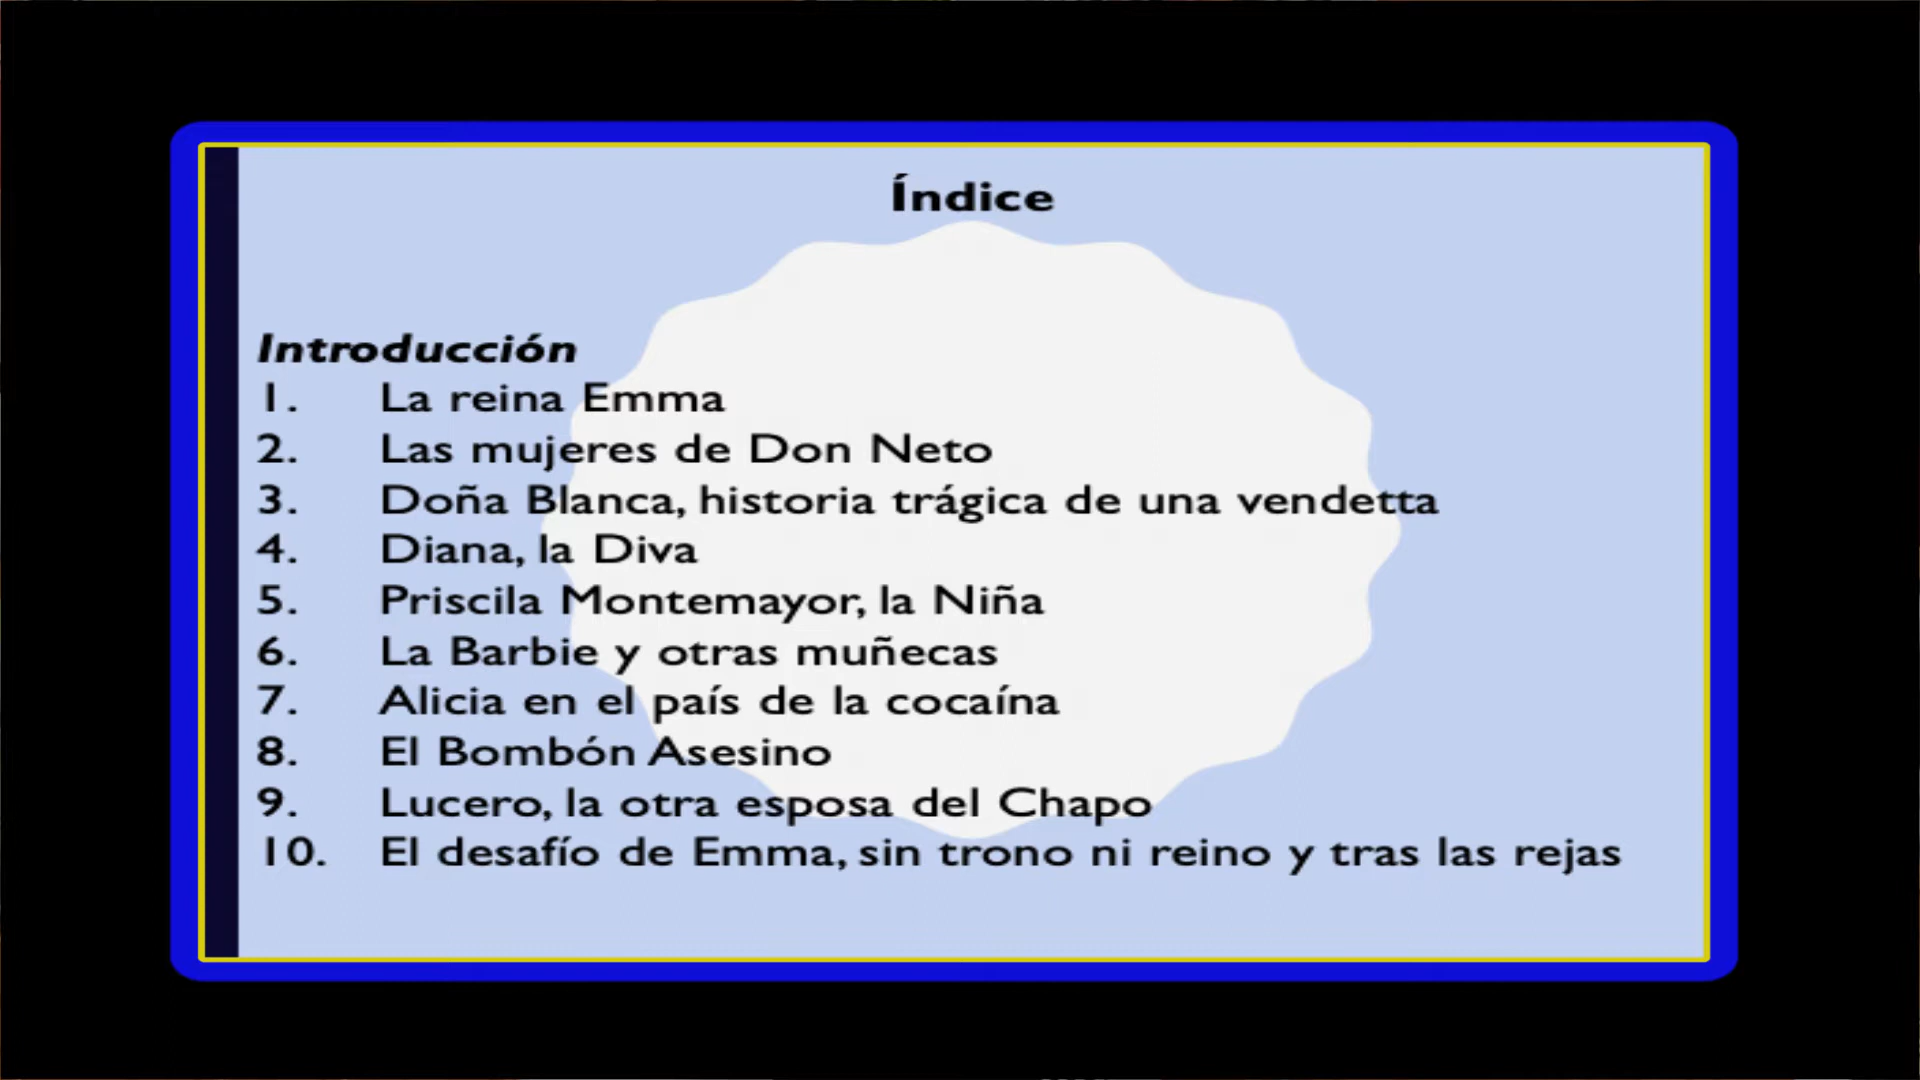 Índice
Introducción
1. La reina Emma
2. Las mujeres de Don Neto
3. Doña Blanca, historia trágica de una vendetta
4. Diana, la Diva
5. Priscila Montemayor, la Niña
6. La Barbie y otras muñecas
7. Alicia en el país de la cocaína
8. El Bombón Asesino
9. Lucero, la otra esposa del Chapo
10. El desafío de Emma, sin trono ni reino y tras las rejas